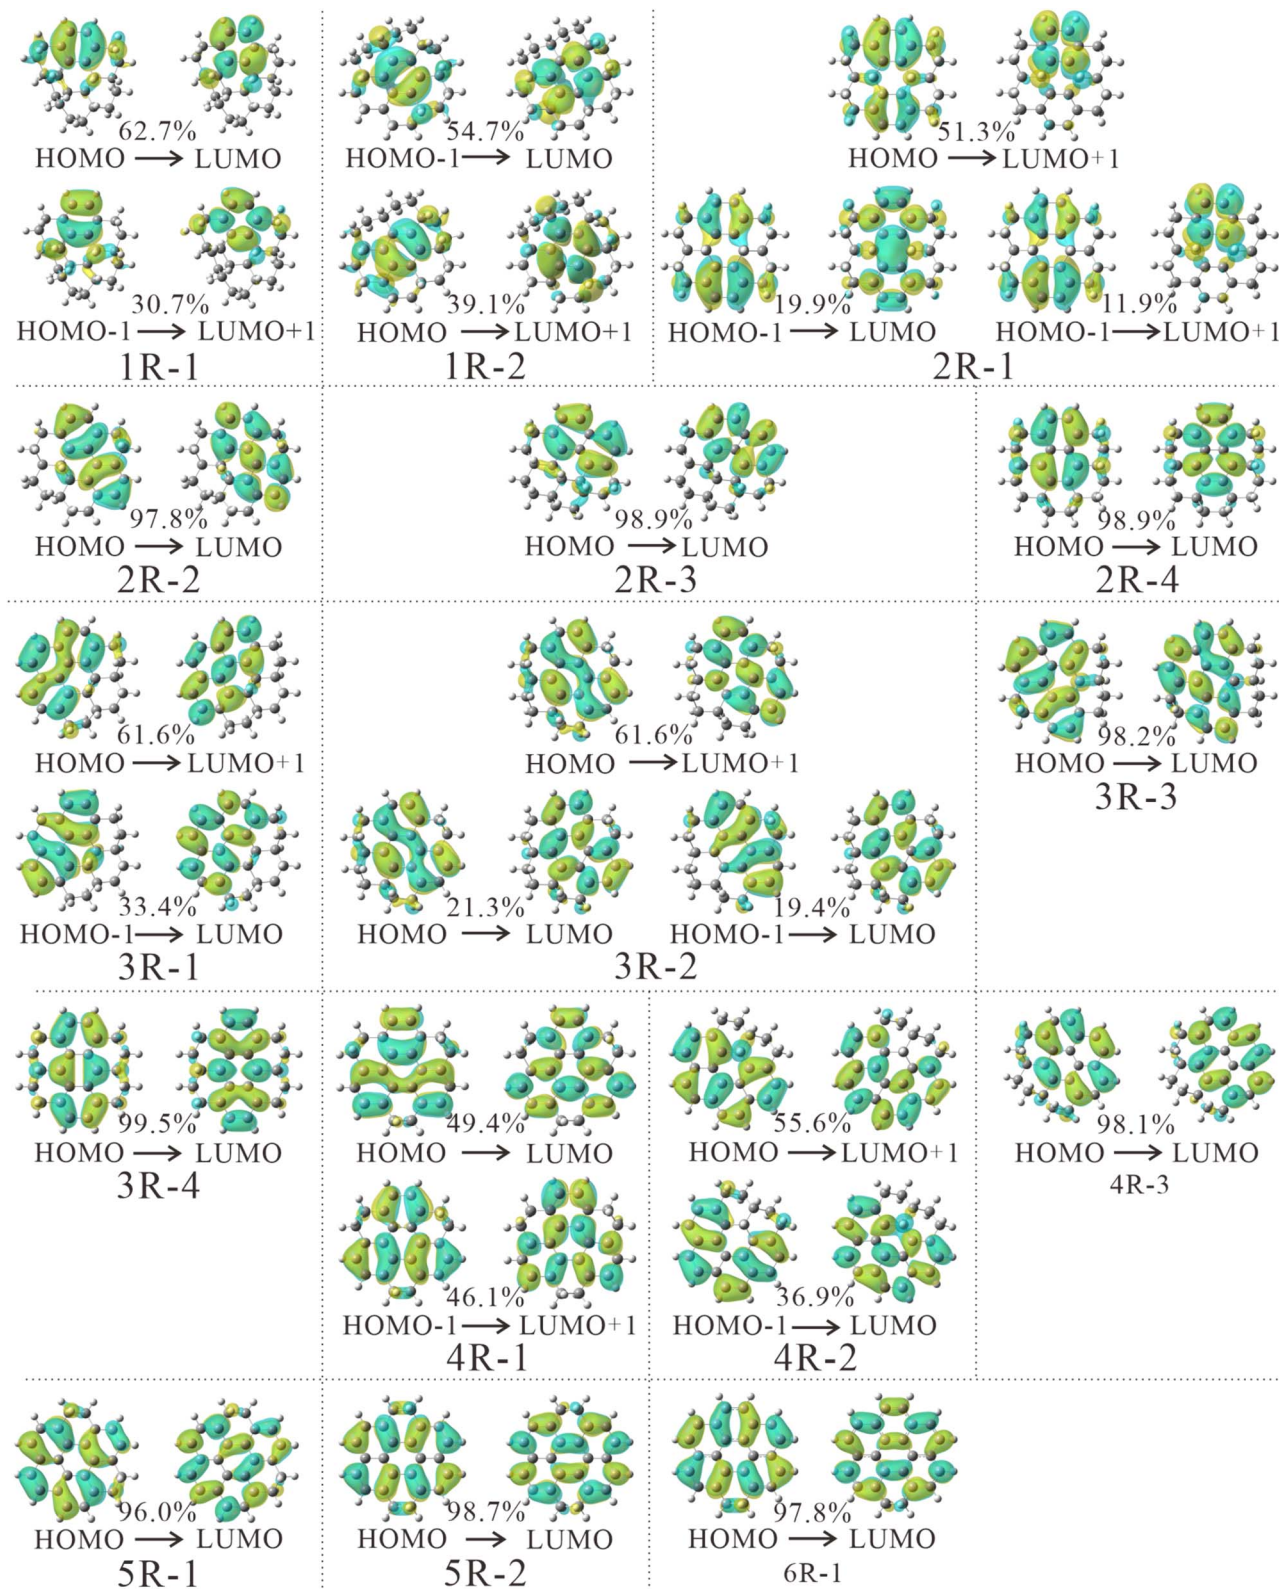 62.7%
HOMO → LUMO
30.7%
HOMO-1 → LUMO+1
1R-1
54.7%
HOMO-1 → LUMO
39.1%
HOMO → LUMO+1
1R-2
51.3%
HOMO → LUMO+1
19.9%
HOMO-1 → LUMO
11.9%
HOMO-1 → LUMO+1
2R-1
97.8%
HOMO → LUMO
2R-2
98.9%
HOMO → LUMO
2R-3
98.9%
HOMO → LUMO
2R-4
61.6%
HOMO → LUMO+1
33.4%
HOMO-1 → LUMO
3R-1
61.6%
HOMO → LUMO+1
21.3%
HOMO → LUMO
19.4%
HOMO-1 → LUMO
3R-2
98.2%
HOMO → LUMO
3R-3
99.5%
HOMO → LUMO
3R-4
49.4%
HOMO → LUMO
46.1%
HOMO-1 → LUMO+1
4R-1
55.6%
HOMO → LUMO+1
36.9%
HOMO-1 → LUMO
4R-2
98.1%
HOMO → LUMO
4R-3
96.0%
HOMO → LUMO
5R-1
98.7%
HOMO → LUMO
5R-2
97.8%
HOMO → LUMO
6R-1